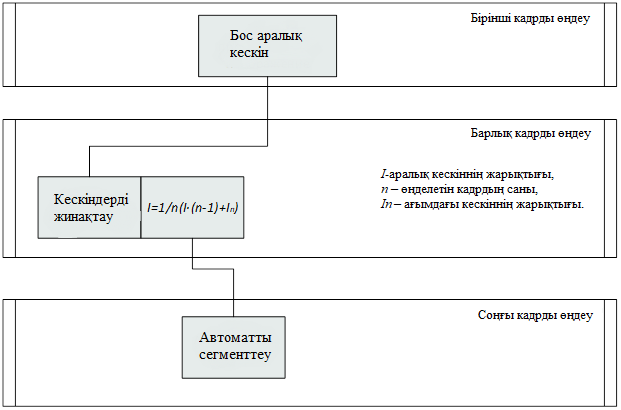 Бірінші кадрды өңдеу
Бос аралық
кескін
Барлық кадрды өңдеу
Кескіндерді
жинақтау
I=1/n(I·(n-1)+Iₙ)
I-аралық кескіннің жарықтығы,
n – өңделетін кадрдың саны,
In – ағымдағы кескіннің жарықтығы.
Соңғы кадрды өңдеу
Автоматты
сегменттеу